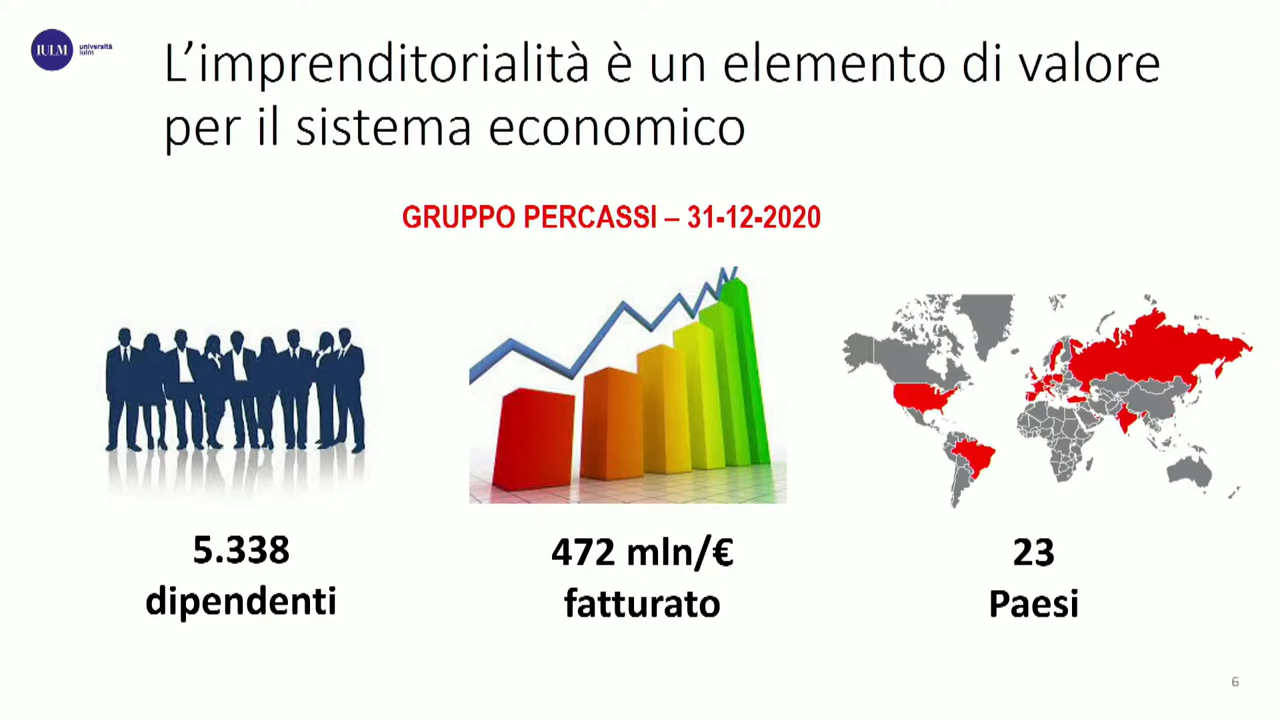 IULM
università
iulm
L'imprenditorialità è un elemento di valore
per il sistema economico
GRUPPO PERCASSI – 31-12-2020
5.338
dipendenti
472 mln/€
fatturato
23
Paesi
6